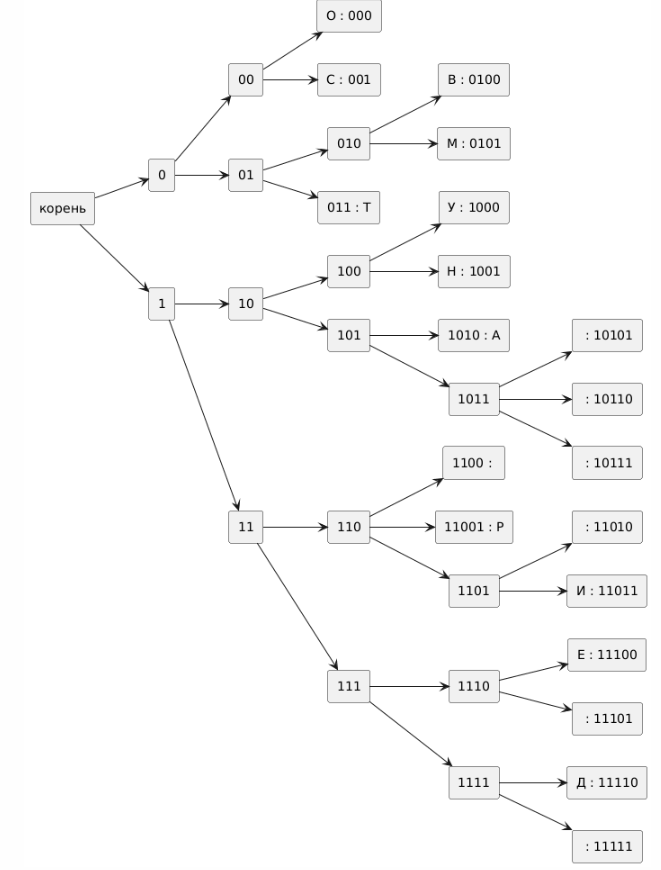 О : 000
00
С : 001
В : 0100
010
М : 0101
0
01
011 : Т
корень
У : 1000
100
Н : 1001
1
10
101
1010 : А
: 10101
1011
: 10110
: 10111
1100 :
11
110
11001 : Р
: 11010
1101
И : 11011
Е : 11100
111
1110
: 11101
1111
Д : 11110
: 11111